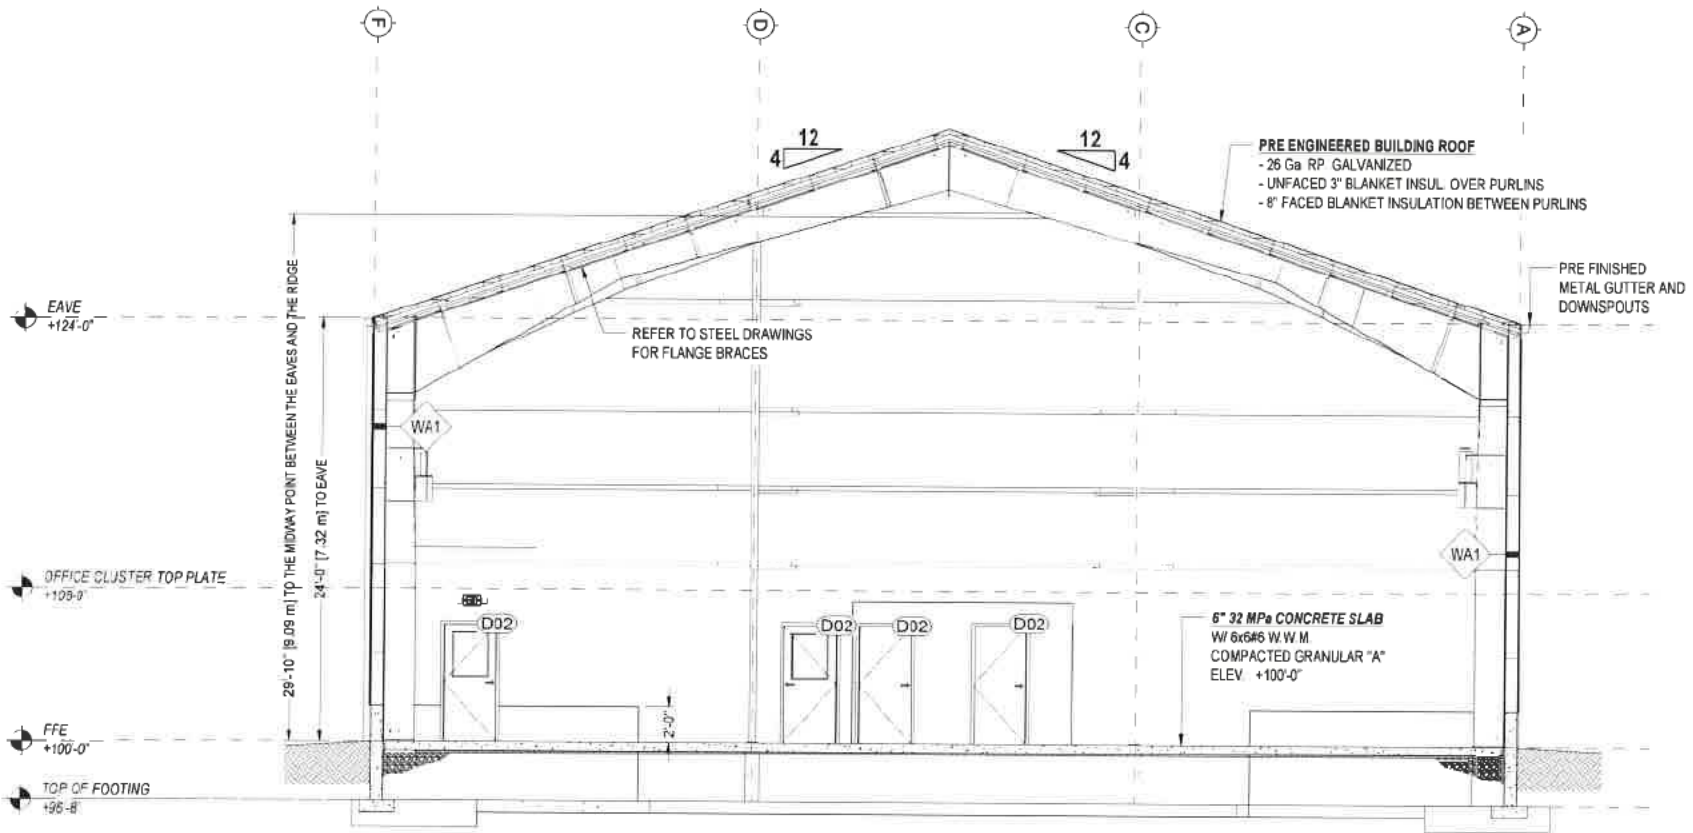 F
D
C
A
12
4
12
4
PRE ENGINEERED BUILDING ROOF
- 26 Ga RP GALVANIZED
- UNFACED 3" BLANKET INSUL. OVER PURLINS
- 8" FACED BLANKET INSULATION BETWEEN PURLINS
PRE FINISHED
METAL GUTTER AND
DOWNSPOUTS
EAVE
+124'-0"
REFER TO STEEL DRAWINGS
FOR FLANGE BRACES
29'-10" [9.09 m] TO THE MIDWAY POINT BETWEEN THE EAVES AND THE RIDGE
24'-0" [7.32 m] TO EAVE
WA1
WA1
OFFICE CLUSTER TOP PLATE
D02
D02
D02
D02
6" 32 MPa CONCRETE SLAB
W/ 6x6#6 W.W.M.
COMPACTED GRANULAR "A"
ELEV. +100'-0"
2'-0"
FFE
+100'-0"
TOP OF FOOTING